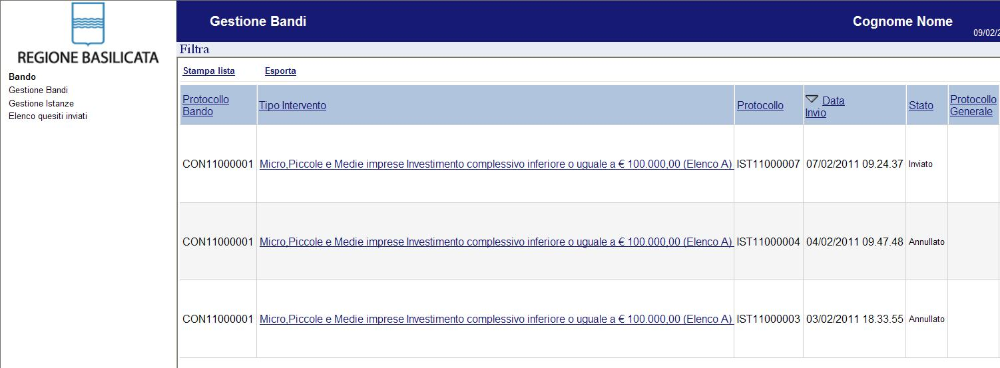 REGIONE BASILICATA
Bando
Gestione Bandi
Gestione Istanze
Elenco quesiti inviati
Gestione Bandi
Cognome Nome
09/02/2
Filtra
Stampa lista Esporta
Protocollo Bando Tipo Intervento Protocollo Data Invio Stato Protocollo Generale
CON11000001 Micro,Piccole e Medie imprese Investimento complessivo inferiore o uguale a € 100.000,00 (Elenco A) IST11000007 07/02/2011 09.24.37 Inviato
CON11000001 Micro,Piccole e Medie imprese Investimento complessivo inferiore o uguale a € 100.000,00 (Elenco A) IST11000004 04/02/2011 09.47.48 Annullato
CON11000001 Micro,Piccole e Medie imprese Investimento complessivo inferiore o uguale a € 100.000,00 (Elenco A) IST11000003 03/02/2011 18.33.55 Annullato